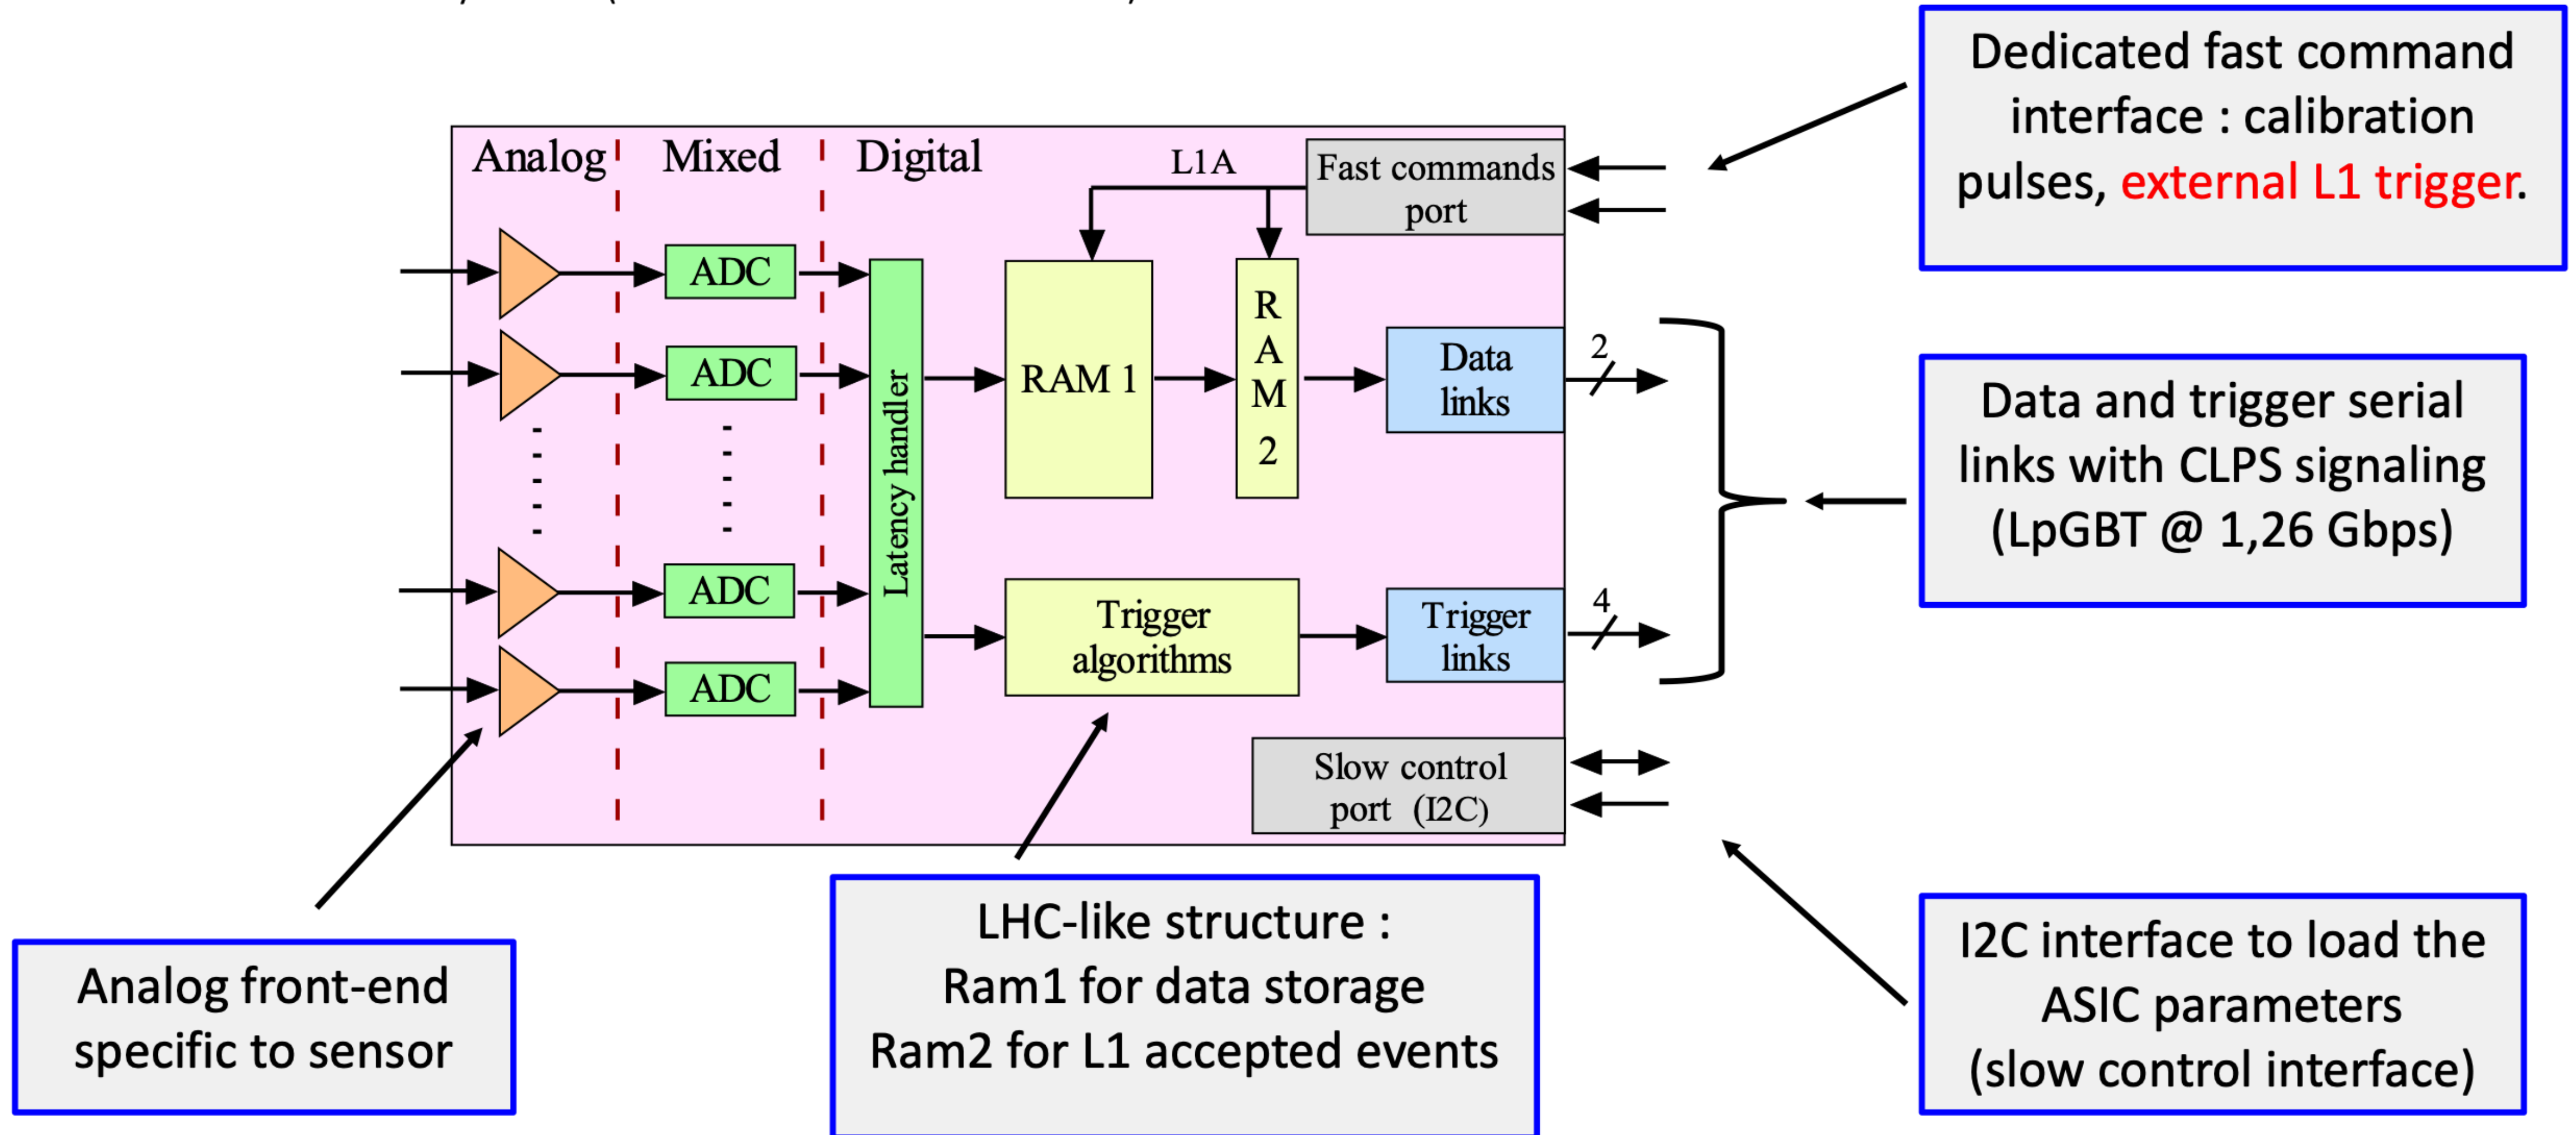 Dedicated fast command
interface : calibration
pulses, external L1 trigger.
Analog
Mixed
Digital
L1A
Fast commands
port
ADC
ADC
ADC
ADC
Latency handler
RAM 1
R
A
M
2
Data
links
2
Trigger
algorithms
Trigger
links
4
Slow control
port (I2C)
Data and trigger serial
links with CLPS signaling
(LpGBT @ 1,26 Gbps)
Analog front-end
specific to sensor
LHC-like structure :
Ram1 for data storage
Ram2 for L1 accepted events
I2C interface to load the
ASIC parameters
(slow control interface)